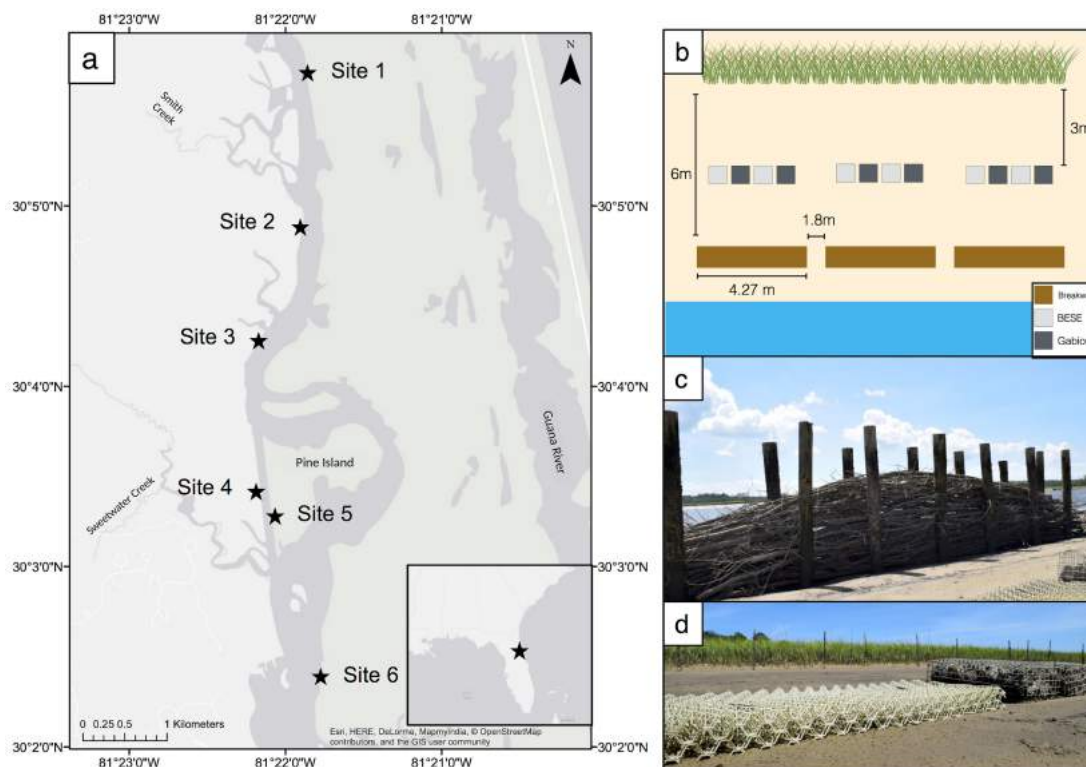 81°23'0"W
81°22'0"W
81°21'0"W
a
N
Site 1
Smith
Creek
30°5'0"N
30°5'0"N
Site 2
Site 3
30°4'0"N
30°4'0"N
Guana River
Pine Island
Site 4
Sweetwater Creek
Site 5
30°3'0"N
30°3'0"N
Site 6
0 0.25 0.5 1 Kilometers
Esri, HERE, DeLorme, MapmyIndia, © OpenStreetMap
contributors, and the GIS user community
30°2'0"N
30°2'0"N
81°23'0"W
81°22'0"W
81°21'0"W
b
3m
6m
1.8m
4.27 m
Breakw
BESE
Gabio
c
d